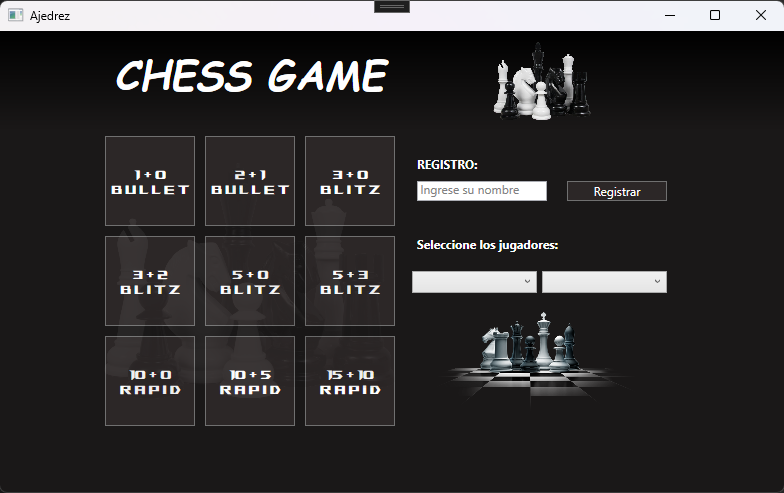 Ajedrez
CHESS GAME
1+0
BULLET
2+1
BULLET
3+0
BLITZ
3+2
BLITZ
5+0
BLITZ
5+3
BLITZ
10+0
RAPID
10+5
RAPID
15+10
RAPID
REGISTRO:
Ingrese su nombre
Registrar
Seleccione los jugadores: